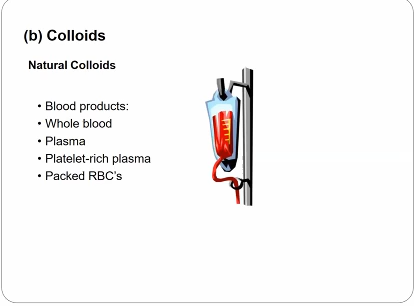 (b) Colloids
Natural Colloids
• Blood products:
• Whole blood
• Plasma
• Platelet-rich plasma
• Packed RBC's